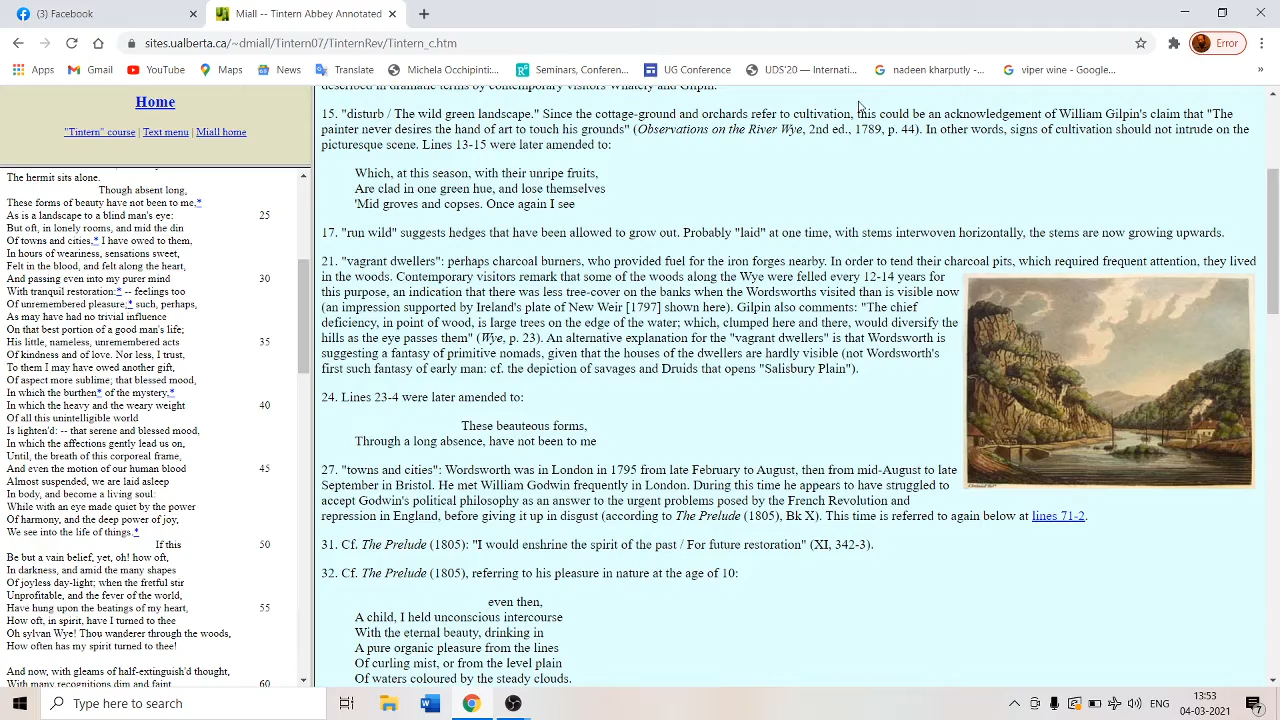 (3) Facebook
Miall -- Tintern Abbey Annotated
sites.ualberta.ca/~dmiall/Tintern07/TinternRev/Tintern_c.htm
Error
Apps
Gmail
YouTube
Maps
News
Translate
Michela Occhipinti...
Seminars, Conferen...
UG Conference
UDS'20 — Internati...
nadeen kharputly -...
viper wine - Google...
»
Home
"Tintern" course | Text menu | Miall home
The hermit sits alone.
Though absent long,
These forms of beauty have not been to me,*
As is a landscape to a blind man's eye: 25
But oft, in lonely rooms, and mid the din
Of towns and cities,* I have owed to them,
In hours of weariness, sensations sweet,
Felt in the blood, and felt along the heart,
And passing even into my purer mind 30
With tranquil restoration:* -- feelings too
Of unremembered pleasure;* such, perhaps,
As may have had no trivial influence
On that best portion of a good man's life;
His little, nameless, unremembered acts 35
Of kindness and of love. Nor less, I trust,
To them I may have owed another gift,
Of aspect more sublime; that blessed mood,
In which the burthen* of the mystery,*
In which the heavy and the weary weight 40
Of all this unintelligible world
Is lighten'd: -- that serene and blessed mood,
In which the affections gently lead us on,
Until, the breath of this corporeal frame,
And even the motion of our human blood 45
Almost suspended, we are laid asleep
In body, and become a living soul:
While with an eye made quiet by the power
Of harmony, and the deep power of joy,
We see into the life of things.*
If this 50
Be but a vain belief, yet, oh! how oft,
In darkness, and amid the many shapes
Of joyless day-light; when the fretful stir
Unprofitable, and the fever of the world,
Have hung upon the beatings of my heart, 55
How oft, in spirit, have I turned to thee
Oh sylvan Wye! Thou wanderer through the woods,
How often has my spirit turned to thee!
And now, with gleams of half-extinguish'd thought,
With many recognitions dim and faint, 60
described in dramatic terms by contemporary visitors Whately and Gilpin.
15. "disturb / The wild green landscape." Since the cottage-ground and orchards refer to cultivation, this could be an acknowledgement of William Gilpin's claim that "The
painter never desires the hand of art to touch his grounds" (Observations on the River Wye, 2nd ed., 1789, p. 44). In other words, signs of cultivation should not intrude on the
picturesque scene. Lines 13-15 were later amended to:
Which, at this season, with their unripe fruits,
Are clad in one green hue, and lose themselves
'Mid groves and copses. Once again I see
17. "run wild" suggests hedges that have been allowed to grow out. Probably "laid" at one time, with stems interwoven horizontally, the stems are now growing upwards.
21. "vagrant dwellers": perhaps charcoal burners, who provided fuel for the iron forges nearby. In order to tend their charcoal pits, which required frequent attention, they lived
in the woods. Contemporary visitors remark that some of the woods along the Wye were felled every 12-14 years for
this purpose, an indication that there was less tree-cover on the banks when the Wordsworths visited than is visible now
(an impression supported by Ireland's plate of New Weir [1797] shown here). Gilpin also comments: "The chief
deficiency, in point of wood, is large trees on the edge of the water; which, clumped here and there, would diversify the
hills as the eye passes them" (Wye, p. 23). An alternative explanation for the "vagrant dwellers" is that Wordsworth is
suggesting a fantasy of primitive nomads, given that the houses of the dwellers are hardly visible (not Wordsworth's
first such fantasy of early man: cf. the depiction of savages and Druids that opens "Salisbury Plain").
24. Lines 23-4 were later amended to:
These beauteous forms,
Through a long absence, have not been to me
27. "towns and cities": Wordsworth was in London in 1795 from late February to August, then from mid-August to late
September in Bristol. He met William Godwin frequently in London. During this time he appears to have struggled to
accept Godwin's political philosophy as an answer to the urgent problems posed by the French Revolution and
repression in England, before giving it up in disgust (according to The Prelude (1805), Bk X). This time is referred to again below at lines 71-2.
31. Cf. The Prelude (1805): "I would enshrine the spirit of the past / For future restoration" (XI, 342-3).
32. Cf. The Prelude (1805), referring to his pleasure in nature at the age of 10:
even then,
A child, I held unconscious intercourse
With the eternal beauty, drinking in
A pure organic pleasure from the lines
Of curling mist, or from the level plain
Of waters coloured by the steady clouds.
Type here to search
13:53
04-03-2021
7